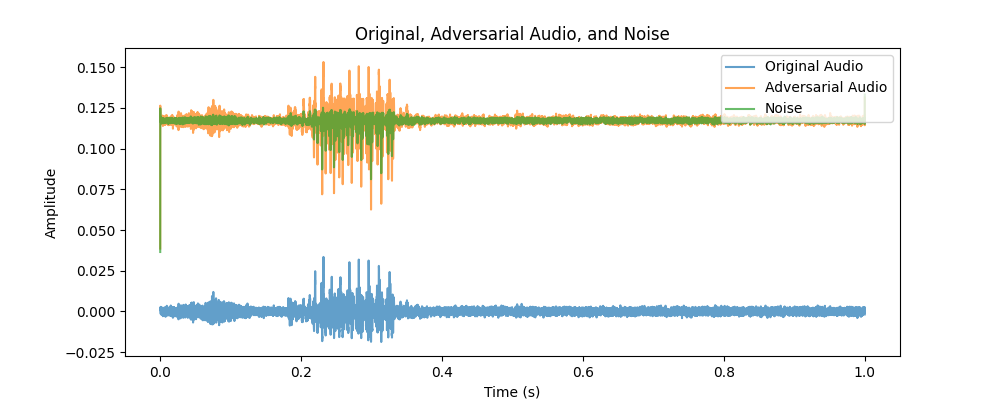 Original, Adversarial Audio, and Noise
Original Audio
Adversarial Audio
Noise
Amplitude
0.150
0.125
0.100
0.075
0.050
0.025
0.000
−0.025
0.0
0.2
0.4
0.6
0.8
1.0
Time (s)